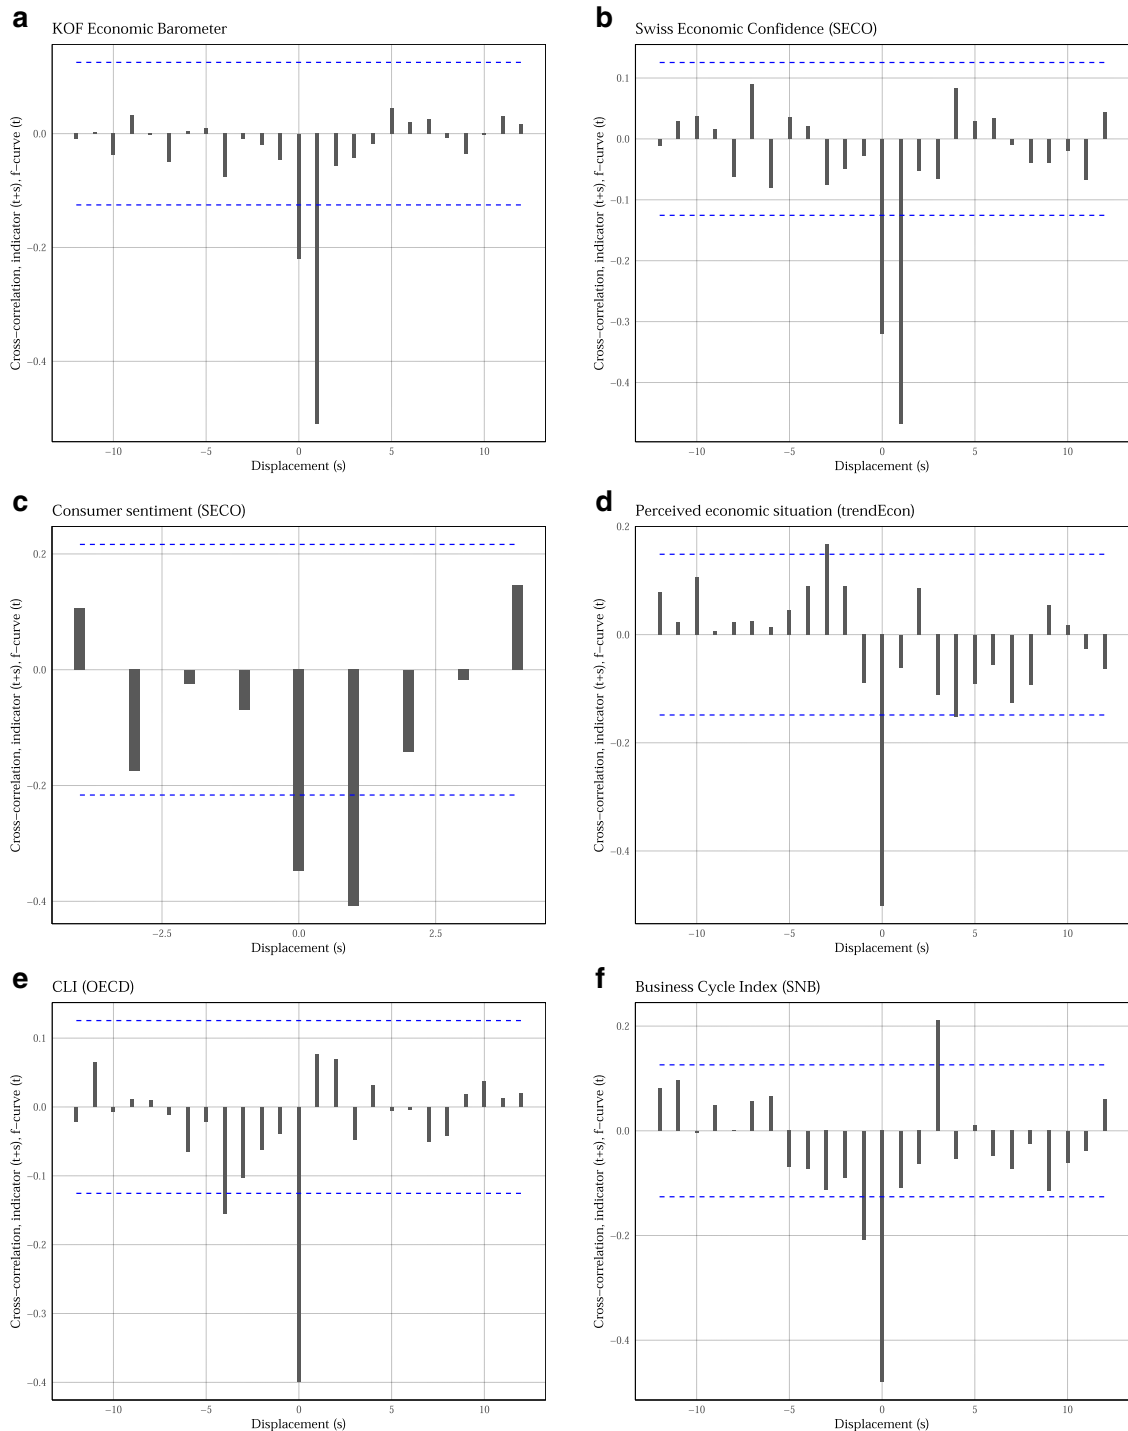 a
KOF Economic Barometer
Cross−correlation, indicator (t+s), f−curve (t)
0.0
−0.2
−0.4
−10
−5
0
5
10
Displacement (s)
b
Swiss Economic Confidence (SECO)
Cross−correlation, indicator (t+s), f−curve (t)
0.1
0.0
−0.1
−0.2
−0.3
−0.4
−10
−5
0
5
10
Displacement (s)
c
Consumer sentiment (SECO)
Cross−correlation, indicator (t+s), f−curve (t)
0.2
0.0
−0.2
−0.4
−2.5
0.0
2.5
Displacement (s)
d
Perceived economic situation (trendEcon)
Cross−correlation, indicator (t+s), f−curve (t)
0.2
0.0
−0.2
−0.4
−10
−5
0
5
10
Displacement (s)
e
CLI (OECD)
Cross−correlation, indicator (t+s), f−curve (t)
0.1
0.0
−0.1
−0.2
−0.3
−0.4
−10
−5
0
5
10
Displacement (s)
f
Business Cycle Index (SNB)
Cross−correlation, indicator (t+s), f−curve (t)
0.2
0.0
−0.2
−0.4
−10
−5
0
5
10
Displacement (s)